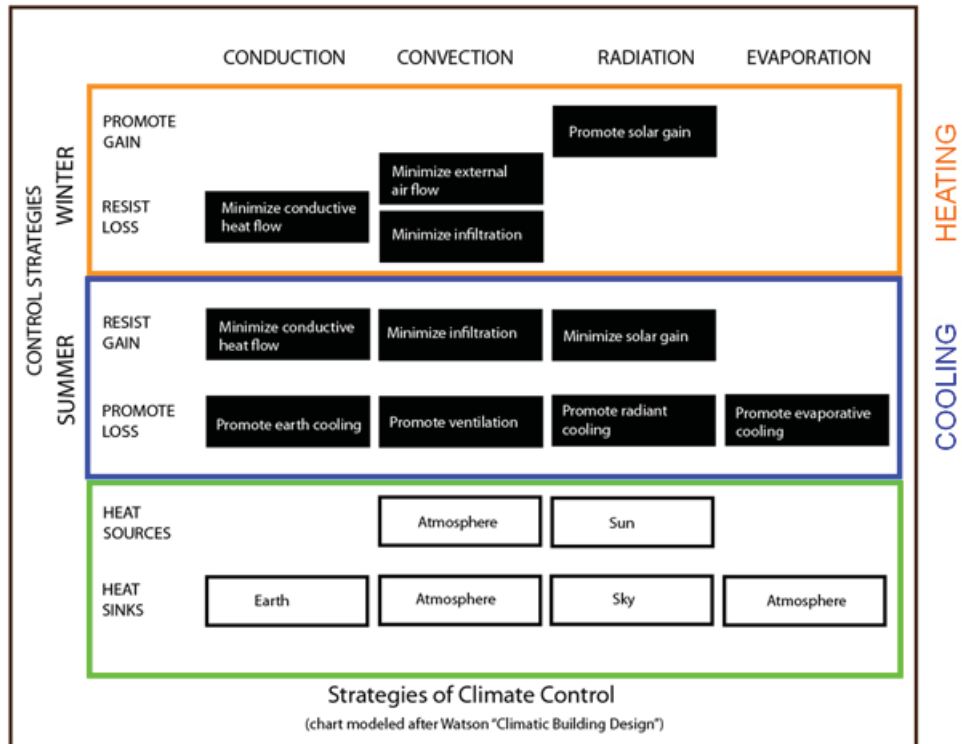 CONDUCTION CONVECTION RADIATION EVAPORATION
CONTROL STRATEGIES
WINTER
HEATING
PROMOTE
GAIN
Promote solar gain
RESIST
LOSS
Minimize conductive
heat flow
Minimize external
air flow
Minimize infiltration
SUMMER
COOLING
RESIST
GAIN
Minimize conductive
heat flow
Minimize infiltration
Minimize solar gain
PROMOTE
LOSS
Promote earth cooling
Promote ventilation
Promote radiant
cooling
Promote evaporative
cooling
HEAT
SOURCES
Atmosphere
Sun
HEAT
SINKS
Earth
Atmosphere
Sky
Atmosphere
Strategies of Climate Control
(chart modeled after Watson "Climatic Building Design")